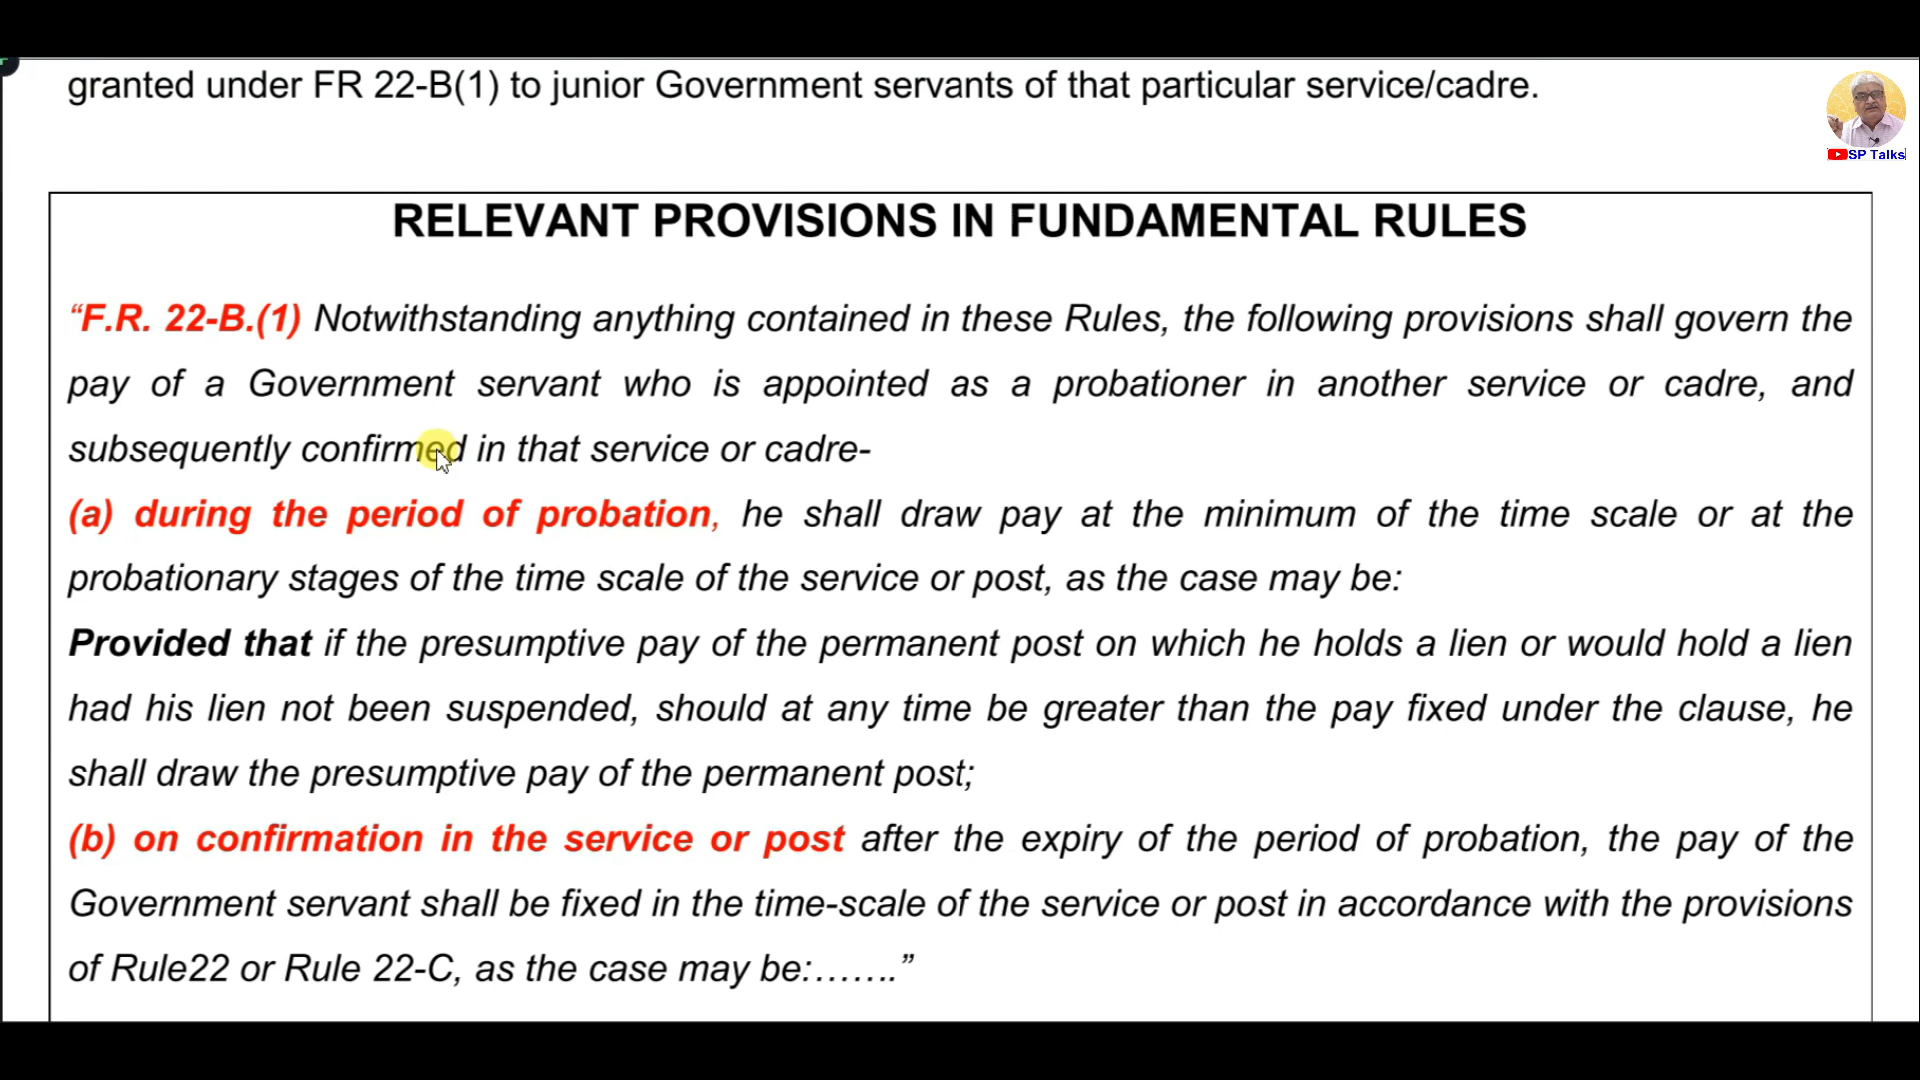 granted under FR 22-B(1) to junior Government servants of that particular service/cadre.
SP Talks
RELEVANT PROVISIONS IN FUNDAMENTAL RULES
“F.R. 22-B.(1) Notwithstanding anything contained in these Rules, the following provisions shall govern the
pay of a Government servant who is appointed as a probationer in another service or cadre, and
subsequently confirmed in that service or cadre-
(a) during the period of probation, he shall draw pay at the minimum of the time scale or at the
probationary stages of the time scale of the service or post, as the case may be:
Provided that if the presumptive pay of the permanent post on which he holds a lien or would hold a lien
had his lien not been suspended, should at any time be greater than the pay fixed under the clause, he
shall draw the presumptive pay of the permanent post;
(b) on confirmation in the service or post after the expiry of the period of probation, the pay of the
Government servant shall be fixed in the time-scale of the service or post in accordance with the provisions
of Rule22 or Rule 22-C, as the case may be:…….”